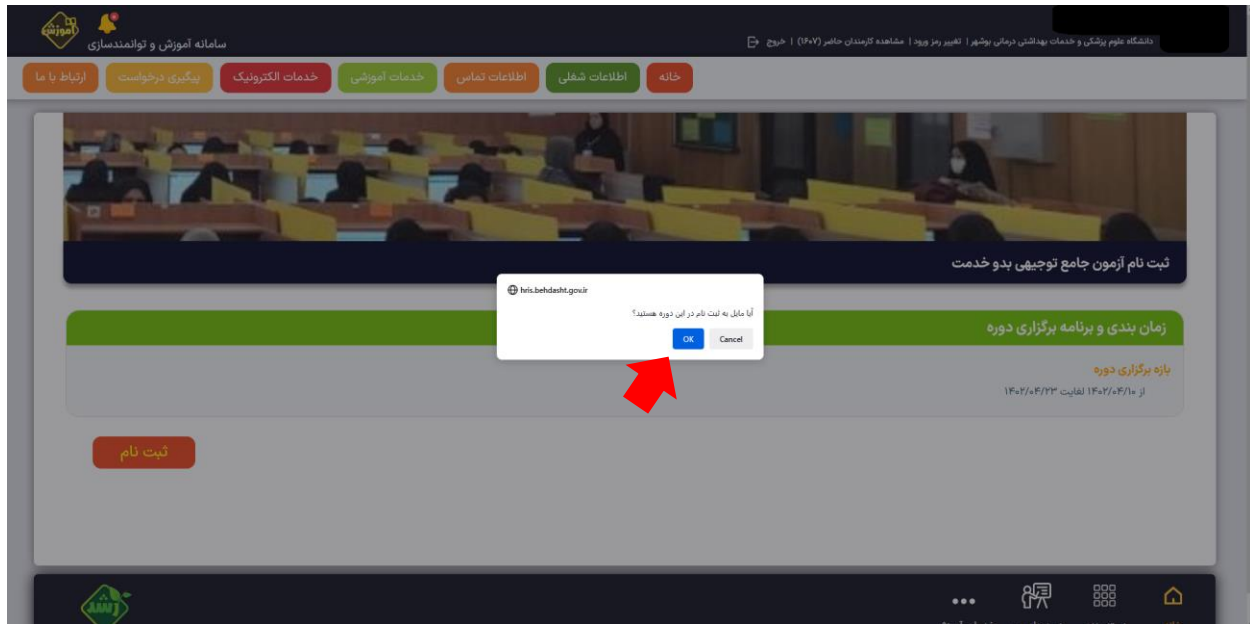 دانشگاه علوم پزشکی و خدمات بهداشتی درمانی بوشهر | تغییر رمز ورود | مشاهده کارمندان حاضر (۱۶۰۷) | خروج
سامانه آموزش و توانمندسازی
آموزش
خانه
اطلاعات شغلی
اطلاعات تماس
خدمات آموزشی
خدمات الکترونیک
پیگیری درخواست
ارتباط با ما
ثبت نام آزمون جامع توجیهی بدو خدمت
hris.behdasht.gov.ir
آیا مایل به ثبت نام در این دوره هستید؟
OK
Cancel
زمان بندی و برنامه برگزاری دوره
بازه برگزاری دوره
از ۱۴۰۲/۰۴/۱۰ لغایت ۱۴۰۲/۰۴/۲۳
ثبت نام
رشد